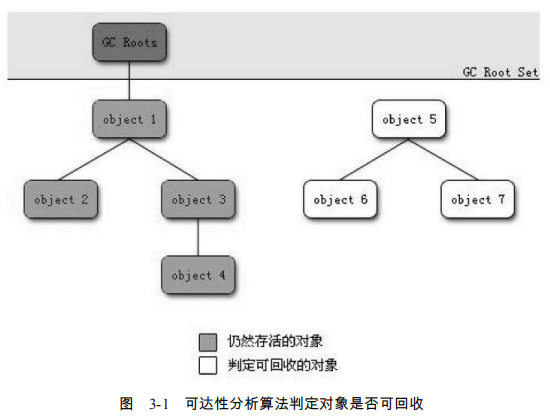 GC Roots
GC Root Set
object 1
object 5
object 2
object 3
object 6
object 7
object 4
仍然存活的对象
判定可回收的对象
图 3-1 可达性分析算法判定对象是否可回收